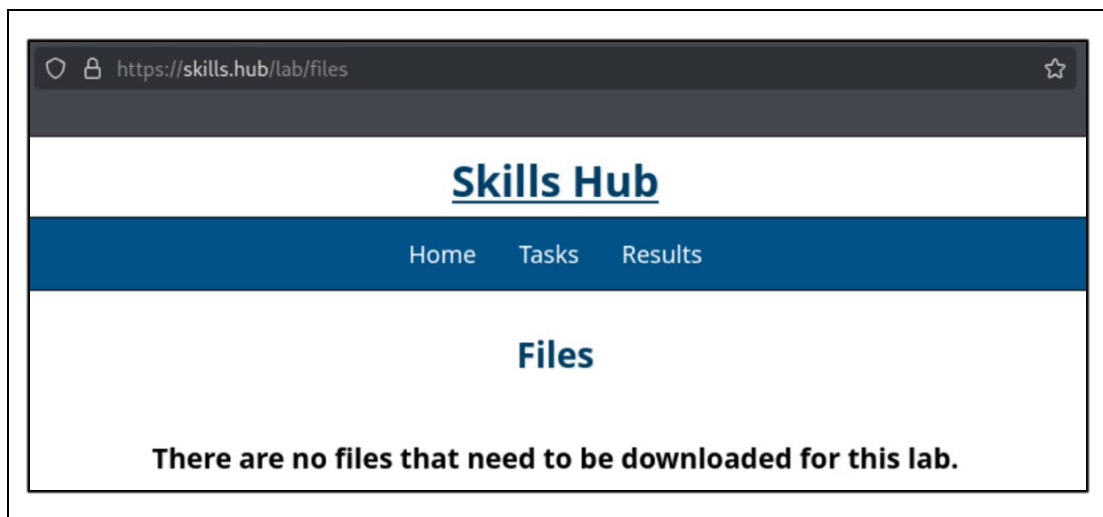 https://skills.hub/lab/files
Skills Hub
Home Tasks Results
Files
There are no files that need to be downloaded for this lab.